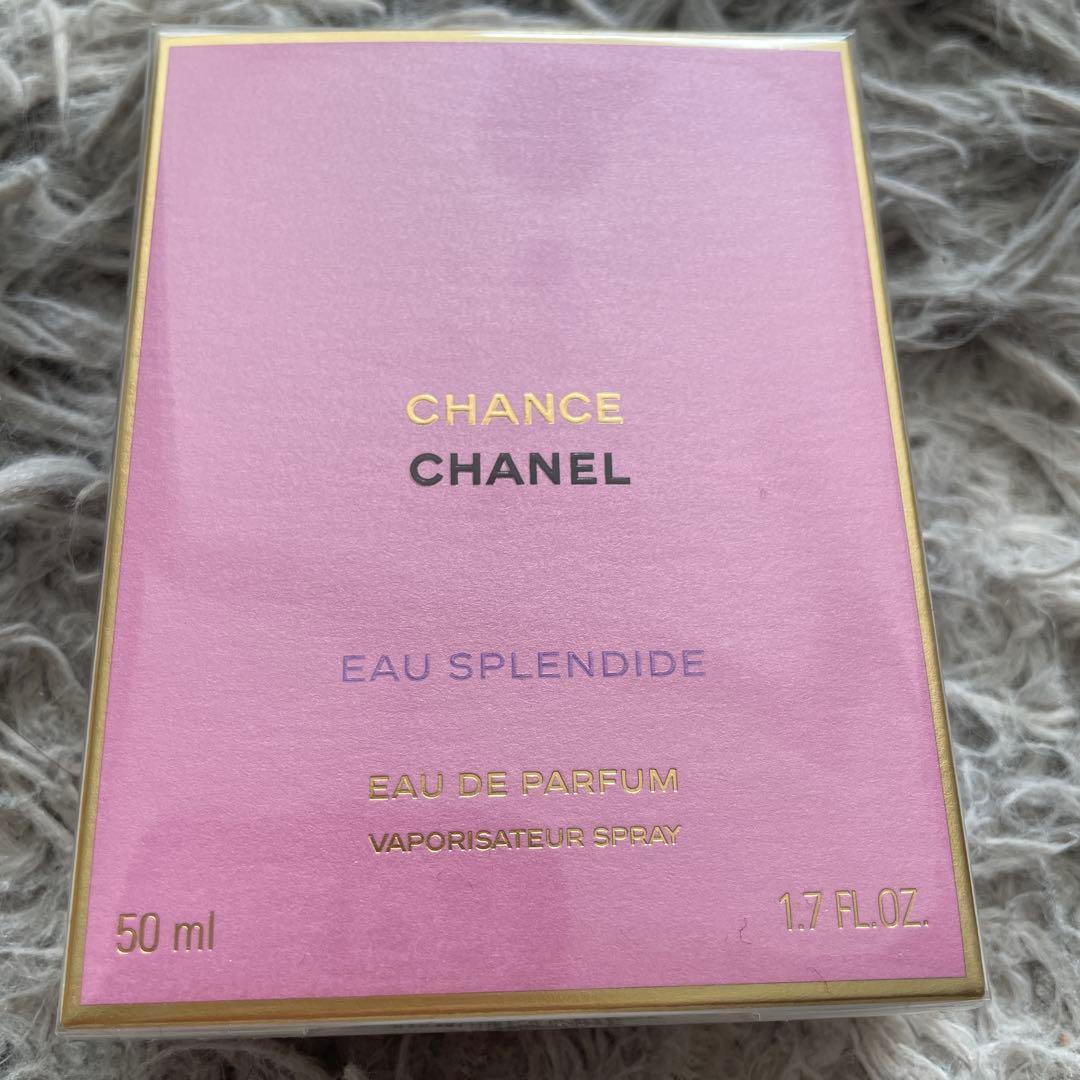 CHANCE
CHANEL
EAU SPLENDIDE
EAU DE PARFUM
VAPORISATEUR SPRAY
50 ml
1.7 FL.OZ.